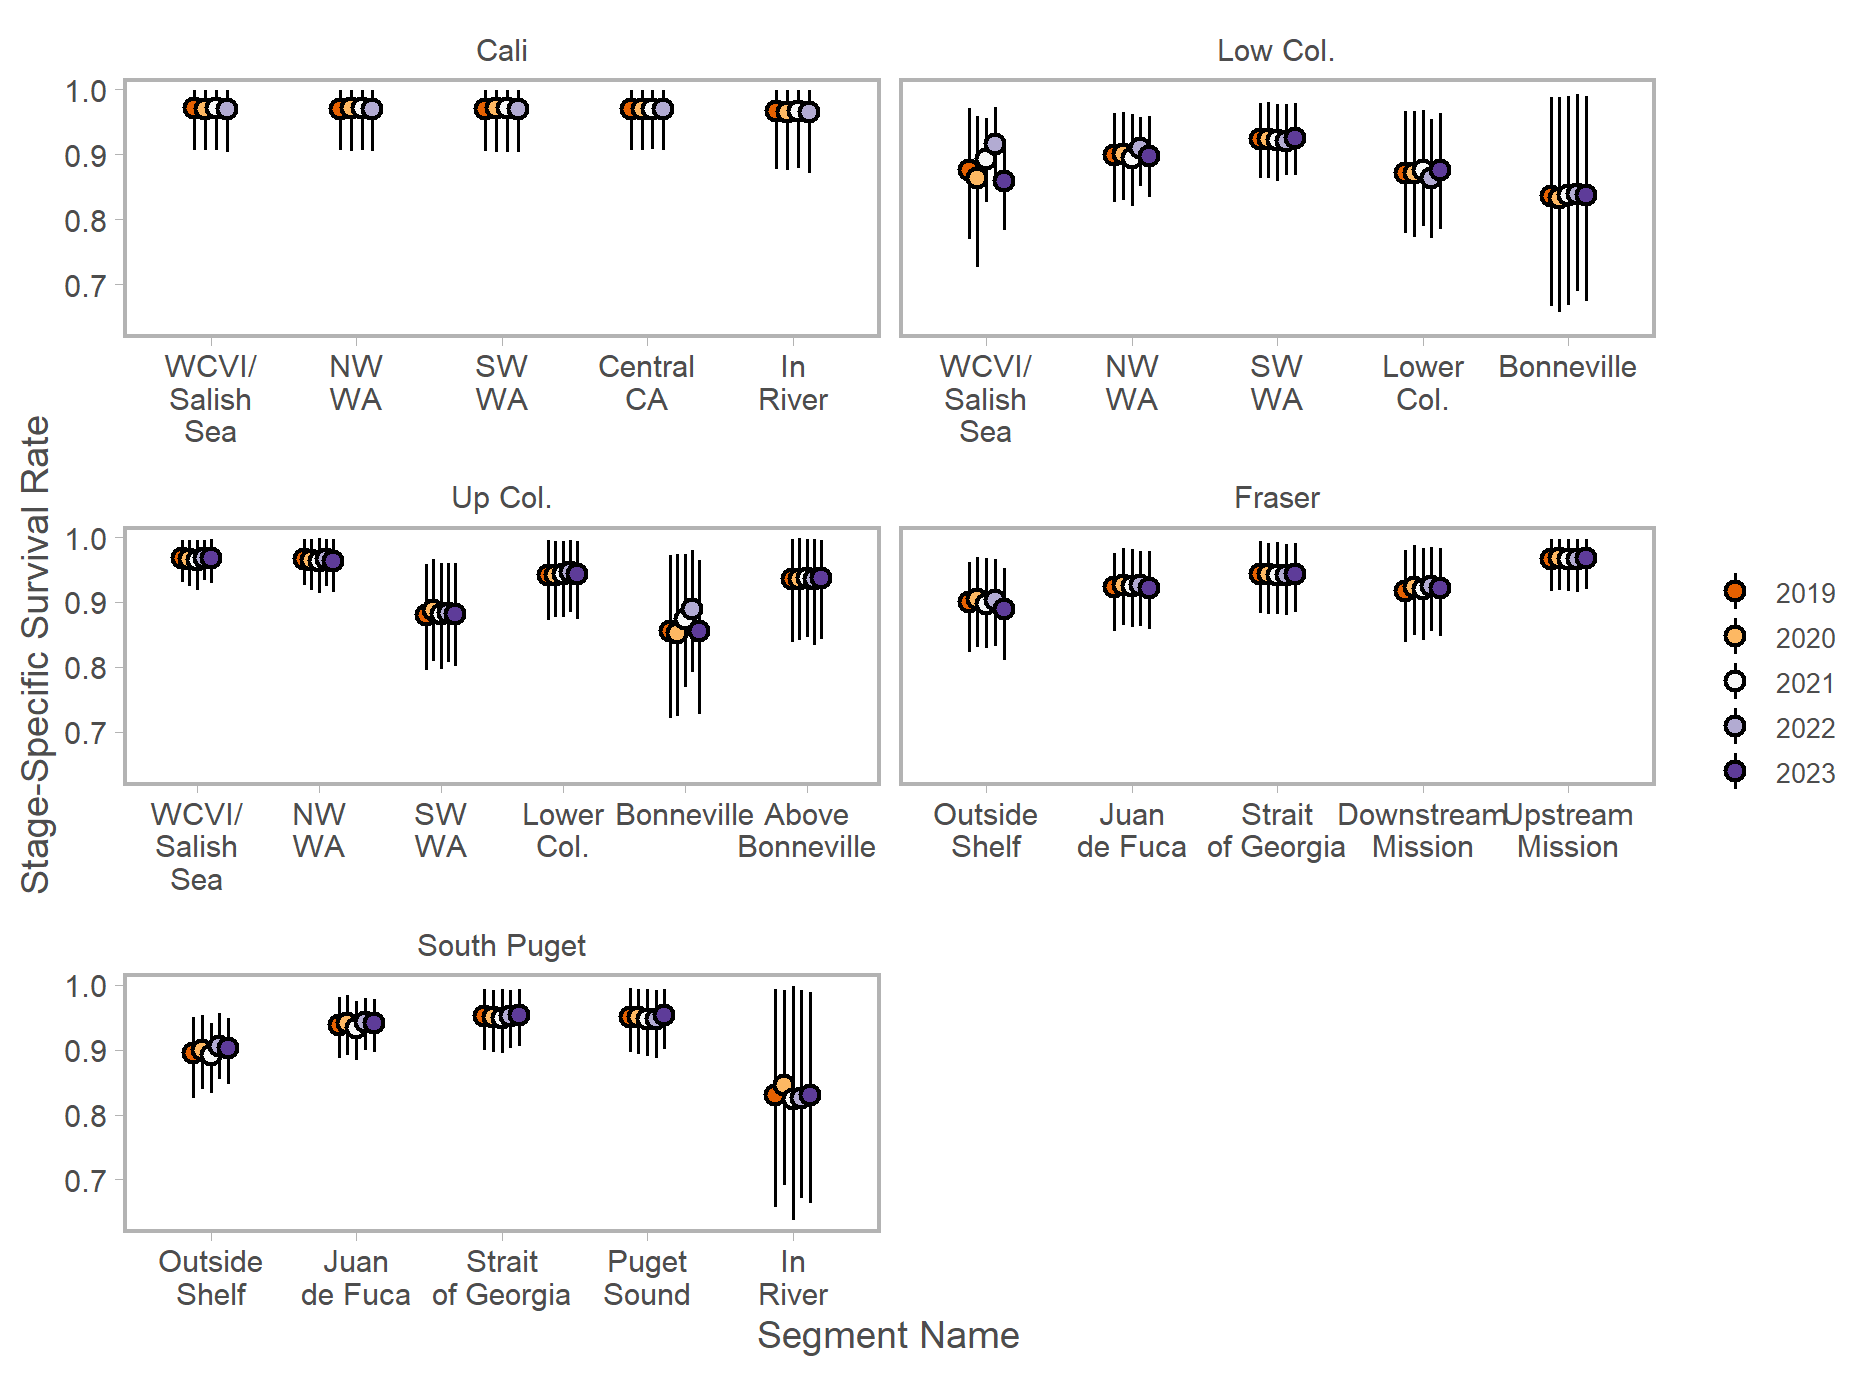 Cali
Low Col.
1.0
0.9
0.8
0.7
WCVI/ NW SW Central In
Salish WA WA CA River
Sea
WCVI/ NW SW Lower Bonneville
Salish WA WA Col.
Sea
Stage-Specific Survival Rate
Up Col.
Fraser
1.0
0.9
0.8
0.7
WCVI/ NW SW Lower Bonneville Above
Salish WA WA Col. Bonneville
Sea
Outside Juan Strait Downstream Upstream
Shelf de Fuca of Georgia Mission Mission
2019
2020
2021
2022
2023
South Puget
1.0
0.9
0.8
0.7
Outside Juan Strait Puget In
Shelf de Fuca of Georgia Sound River
Segment Name